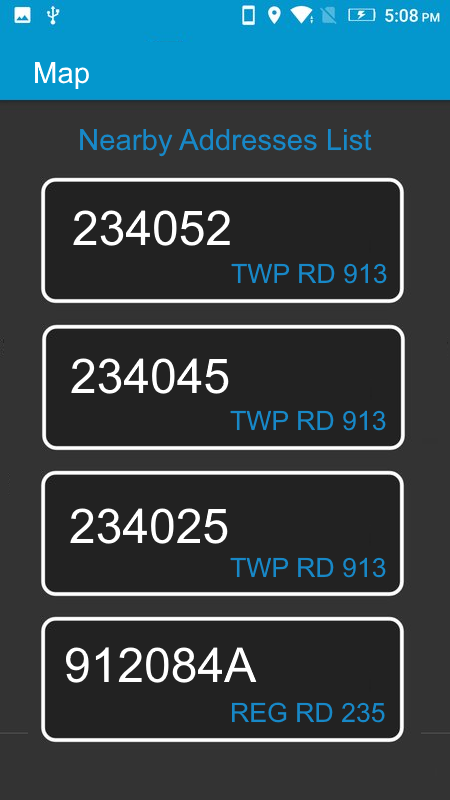 5:08 PM
Map
Nearby Addresses List
234052
TWP RD 913
234045
TWP RD 913
234025
TWP RD 913
912084A
REG RD 235